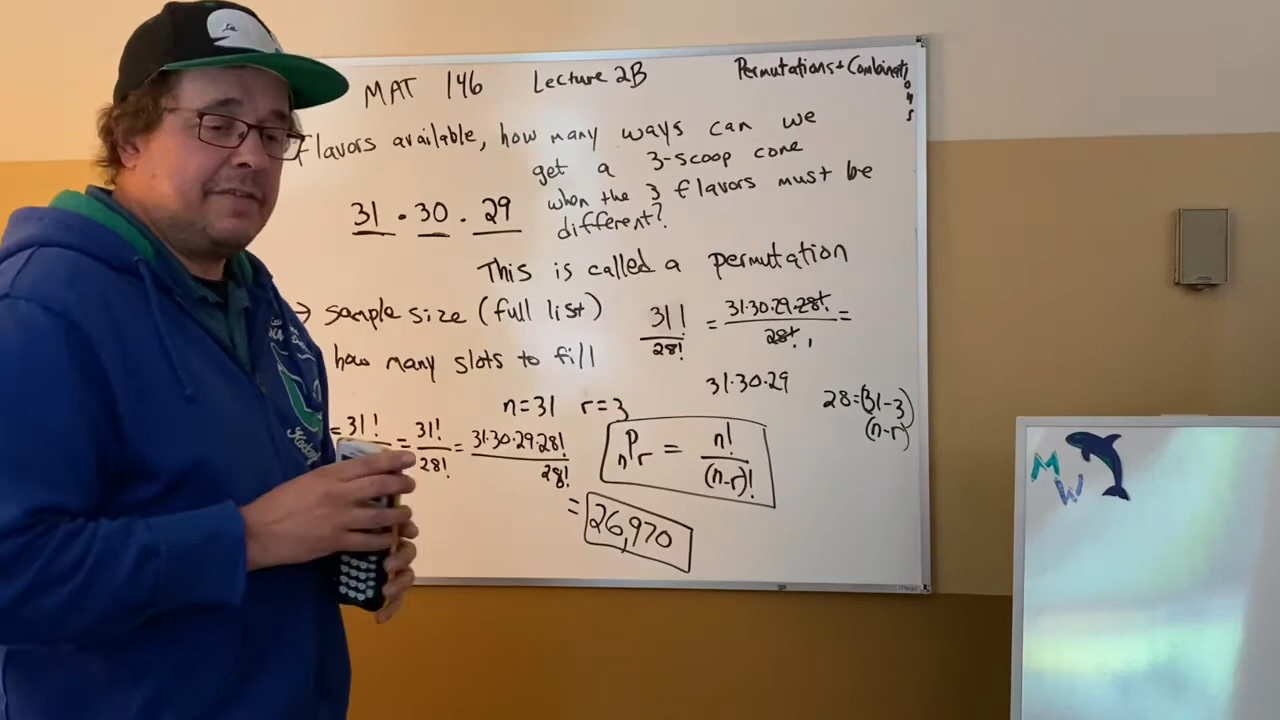 MAT 146 Lecture 2B Permutations + Combinations
Flavors available, how many ways can we
get a 3-scoop cone
when the 3 flavors must be
different?
31 · 30 · 29
This is called a permutation
→ sample size (full list)
how many slots to fill
31! / 28! = 31·30·29·28! / 28! =
31·30·29
28=(31-3)
(n-r)
n=31 r=3
= 31! = 31! / 28! = 31·30·29·28! / 28!
nPr = n! / (n-r)!
= 26,970
M
W